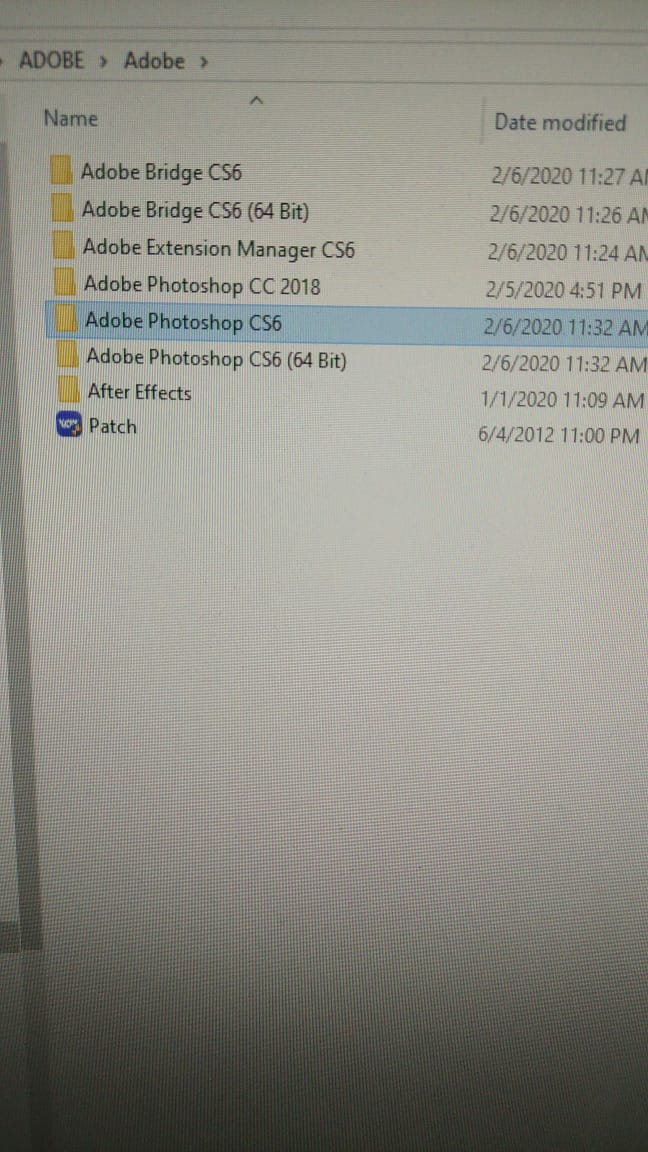 ADOBE > Adobe >
Name Date modified
Adobe Bridge CS6 2/6/2020 11:27 AM
Adobe Bridge CS6 (64 Bit) 2/6/2020 11:26 AM
Adobe Extension Manager CS6 2/6/2020 11:24 AM
Adobe Photoshop CC 2018 2/5/2020 4:51 PM
Adobe Photoshop CS6 2/6/2020 11:32 AM
Adobe Photoshop CS6 (64 Bit) 2/6/2020 11:32 AM
After Effects 1/1/2020 11:09 AM
Patch 6/4/2012 11:00 PM